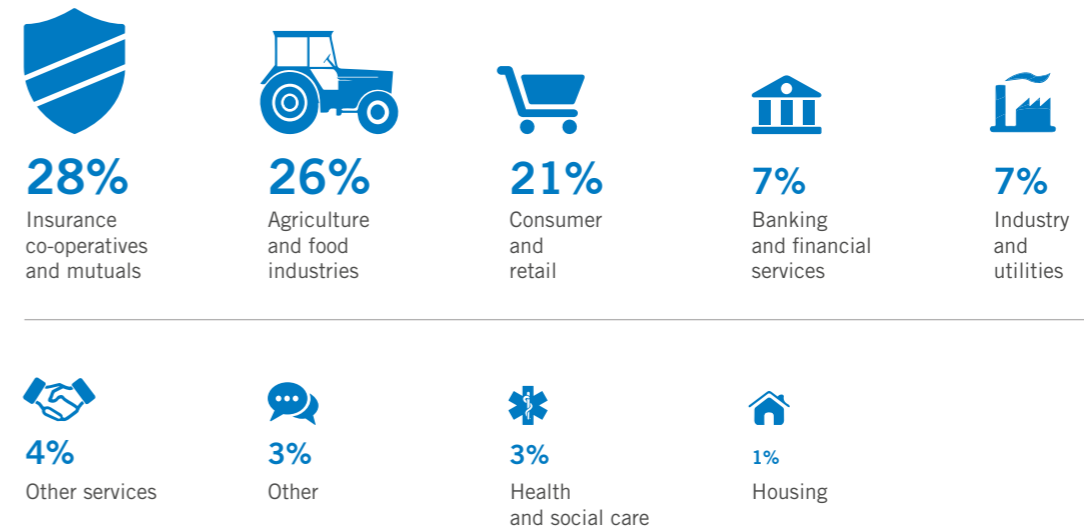 28%
Insurance
co-operatives
and mutuals
26%
Agriculture
and food
industries
21%
Consumer
and
retail
7%
Banking
and financial
services
7%
Industry
and
utilities
4%
Other services
3%
Other
3%
Health
and social care
1%
Housing